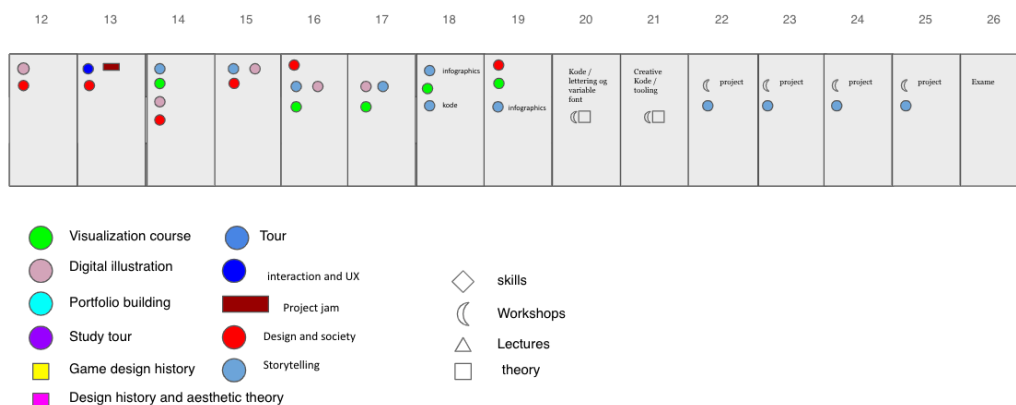 12 13 14 15 16 17 18 19 20 21 22 23 24 25 26
infographics
kode
infographics
Kode /
lettering og
variable
font
Creative
Kode /
tooling
project
project
project
project
Exame
Visualization course
Digital illustration
Portfolio building
Study tour
Game design history
Design history and aesthetic theory
Tour
interaction and UX
Project jam
Design and society
Storytelling
skills
Workshops
Lectures
theory